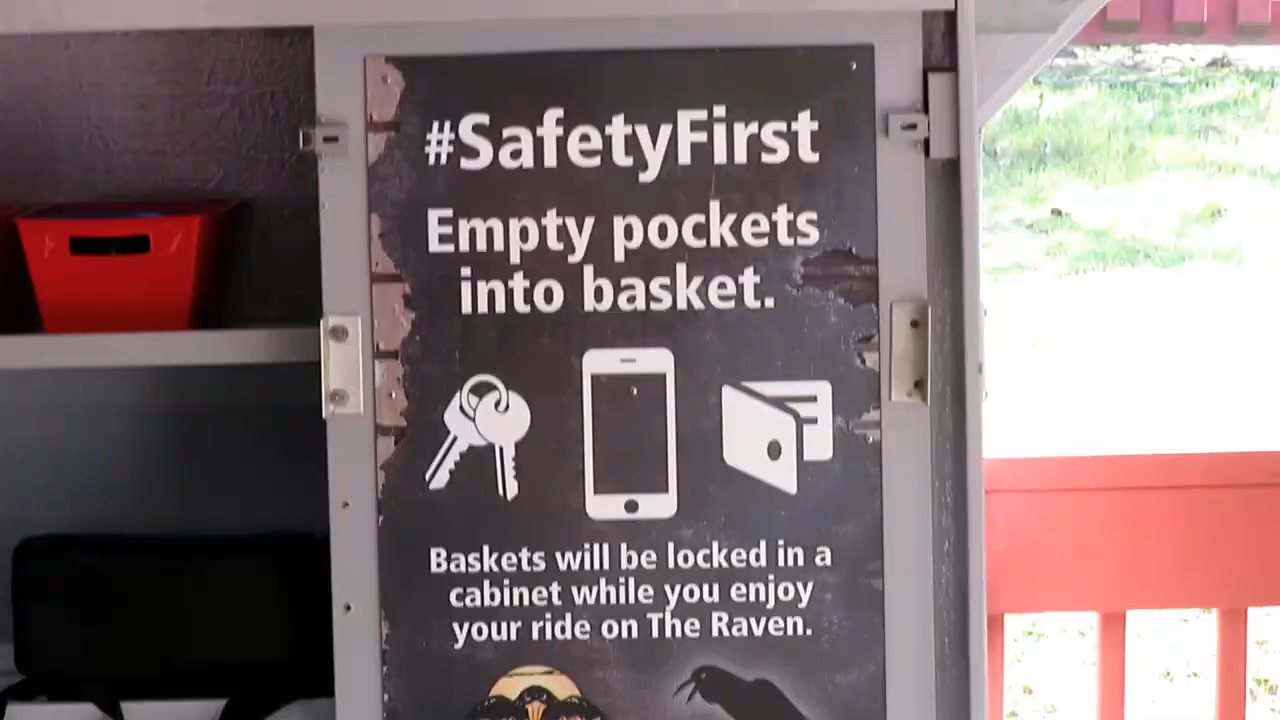 #SafetyFirst
Empty pockets
into basket.
Baskets will be locked in a
cabinet while you enjoy
your ride on The Raven.